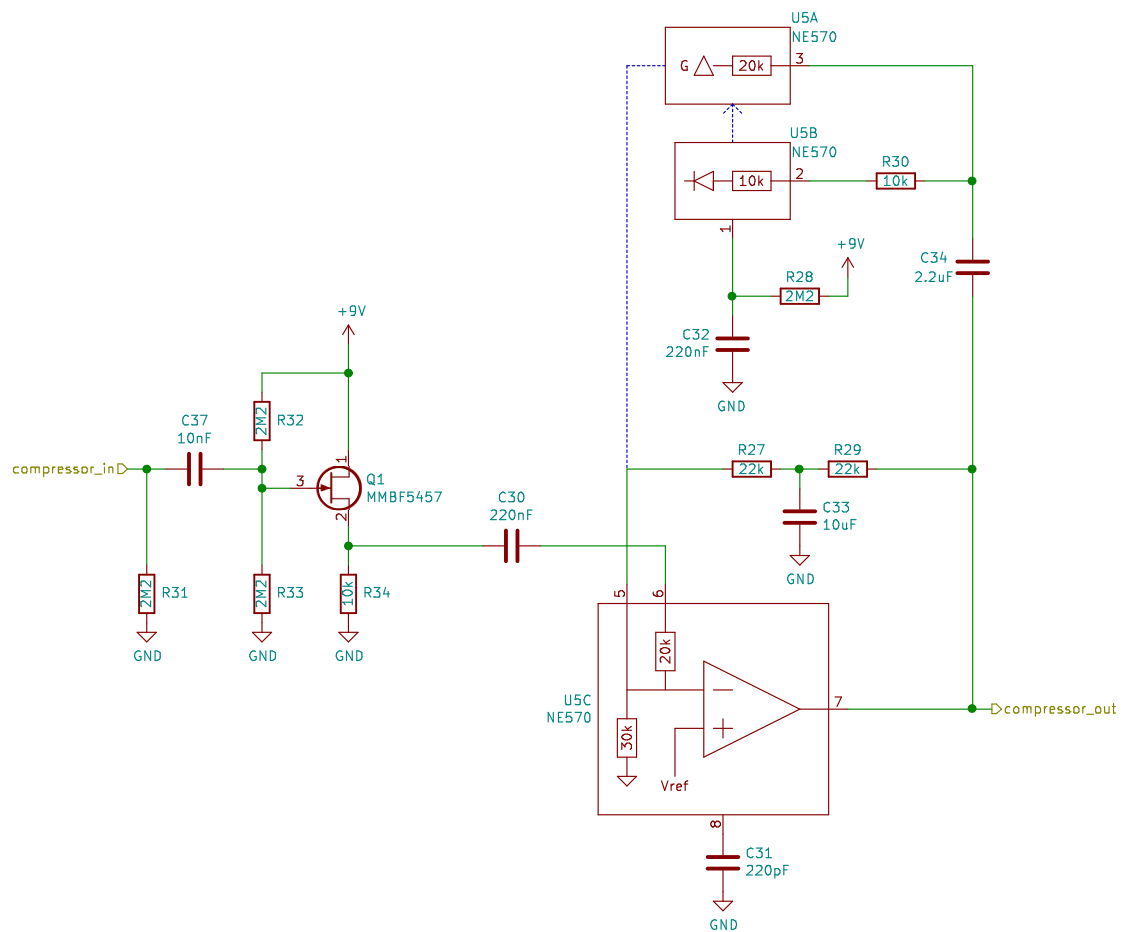 U5A
NE570
G
20k
3
U5B
NE570
10k
2
R30
10k
1
+9V
R28
2M2
C34
2.2uF
C32
220nF
GND
+9V
C37
10nF
2M2
R32
compressor_in
1
3
Q1
MMBF5457
2
R27
22k
R29
22k
C33
10uF
GND
C30
220nF
2M2
R31
GND
2M2
R33
GND
10k
R34
GND
5
6
20k
U5C
NE570
30k
Vref
7
compressor_out
8
C31
220pF
GND